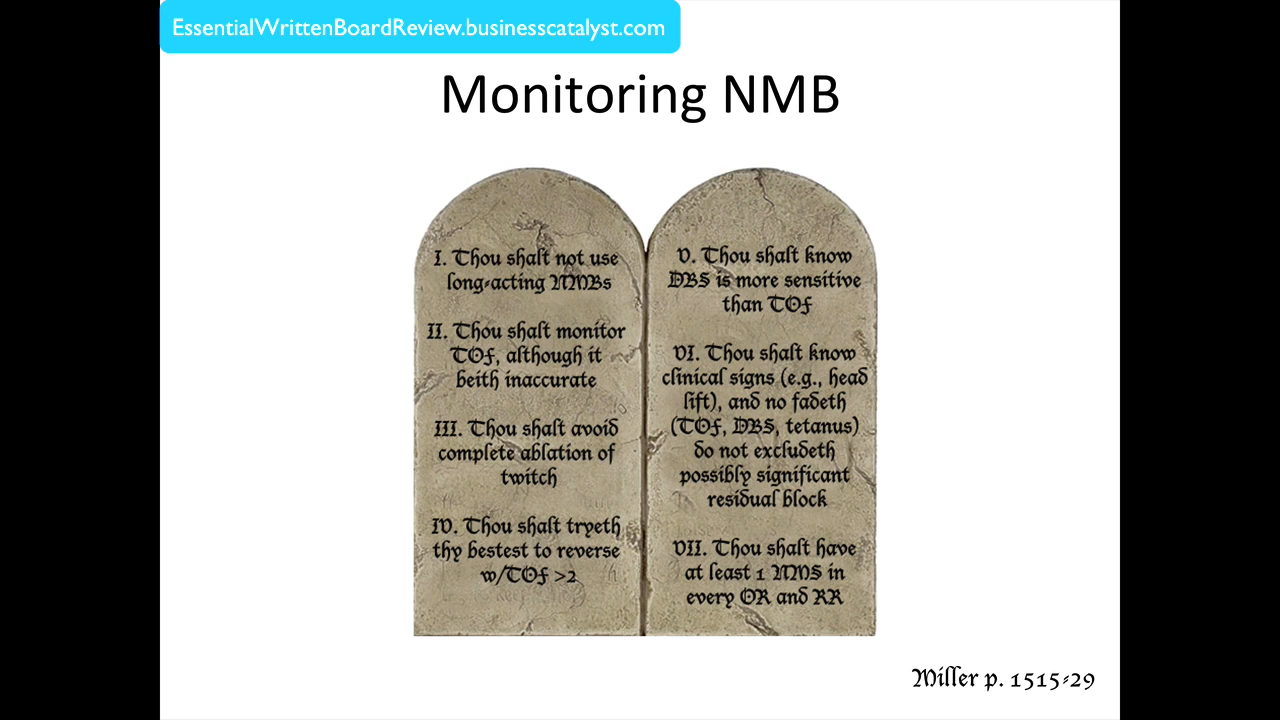 EssentialWrittenBoardReview.businesscatalyst.com
Monitoring NMB
I. Thou shalt not use
long-acting NMBs
II. Thou shalt monitor
TOF, although it
beith inaccurate
III. Thou shalt avoid
complete ablation of
twitch
IV. Thou shalt tryeth
thy bestest to reverse
w/TOF >2
V. Thou shalt know
DBS is more sensitive
than TOF
VI. Thou shalt know
clinical signs (e.g., head
lift), and no fadeth
(TOF, DBS, tetanus)
do not excludeth
possibly significant
residual block
VII. Thou shalt have
at least 1 NMS in
every OR and RR
Miller p. 1515-29